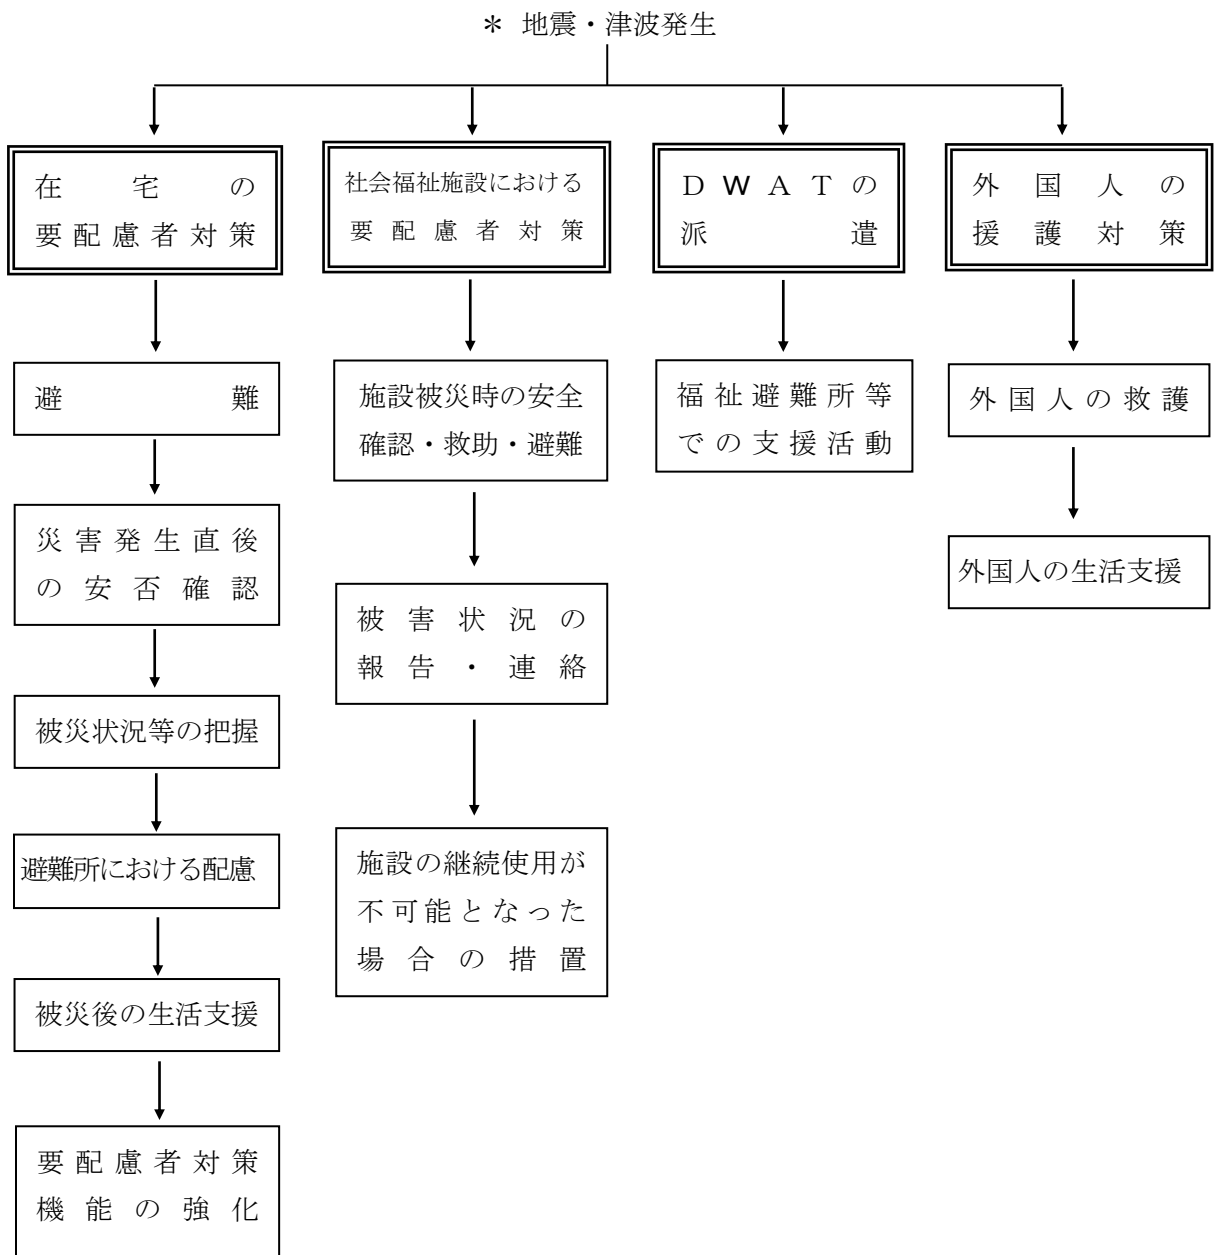 ＊ 地震・津波発生
在宅の
要配慮者対策
避難
災害発生直後
の安否確認
被災状況等の把握
避難所における配慮
被災後の生活支援
要配慮者対策
機能の強化
社会福祉施設における
要配慮者対策
施設被災時の安全
確認・救助・避難
被害状況の
報告・連絡
施設の継続使用が
不可能となった
場合の措置
ＤＷＡＴの
派遣
福祉避難所等
での支援活動
外国人の
援護対策
外国人の救護
外国人の生活支援